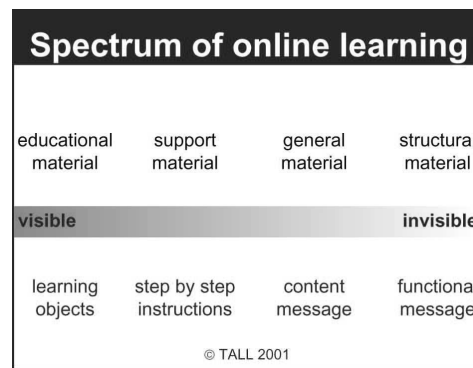 Spectrum of online learning
educational support general structura
material material material material
visible invisible
learning step by step content functiona
objects instructions message message
© TALL 2001